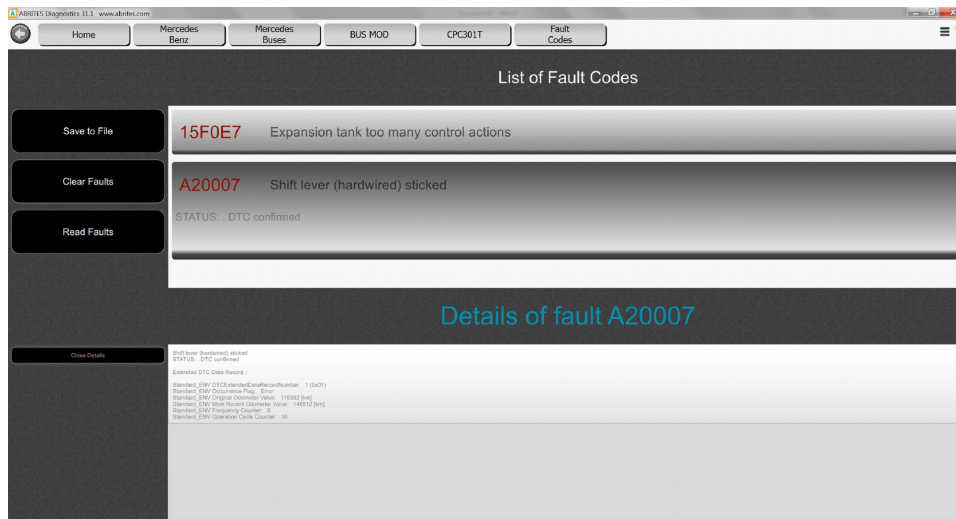 ABRITES Diagnostics 31.1 www.abrites.com
Home
Mercedes
Benz
Mercedes
Buses
BUS MOD
CPC301T
Fault
Codes
List of Fault Codes
Save to File
15F0E7 Expansion tank too many control actions
Clear Faults
A20007 Shift lever (hardwired) sticked
STATUS: . DTC confirmed
Read Faults
Details of fault A20007
Close Details
Shift lever (hardwired) sticked
STATUS: . DTC confirmed
Extended DTC Data Record :
Standard_ENV DTCExtendedDataRecordNumber: 1 (0x01)
Standard_ENV Occurrence Flag: Error
Standard_ENV Original Odometer Value: 118352 [km]
Standard_ENV Most Recent Odometer Value: 146512 [km]
Standard_ENV Frequency Counter: 6
Standard_ENV Operation Cycle Counter: 30